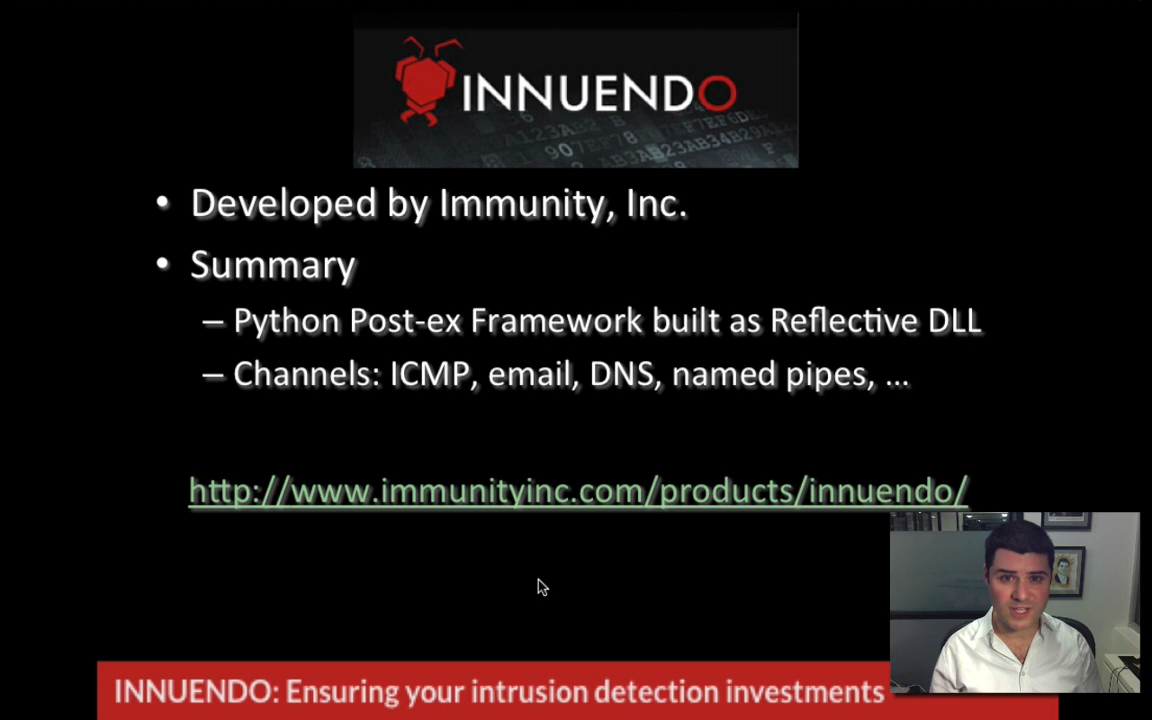 INNUENDO
• Developed by Immunity, Inc.
• Summary
– Python Post-ex Framework built as Reflective DLL
– Channels: ICMP, email, DNS, named pipes, ...
http://www.immunityinc.com/products/innuendo/
INNUENDO: Ensuring your intrusion detection investments